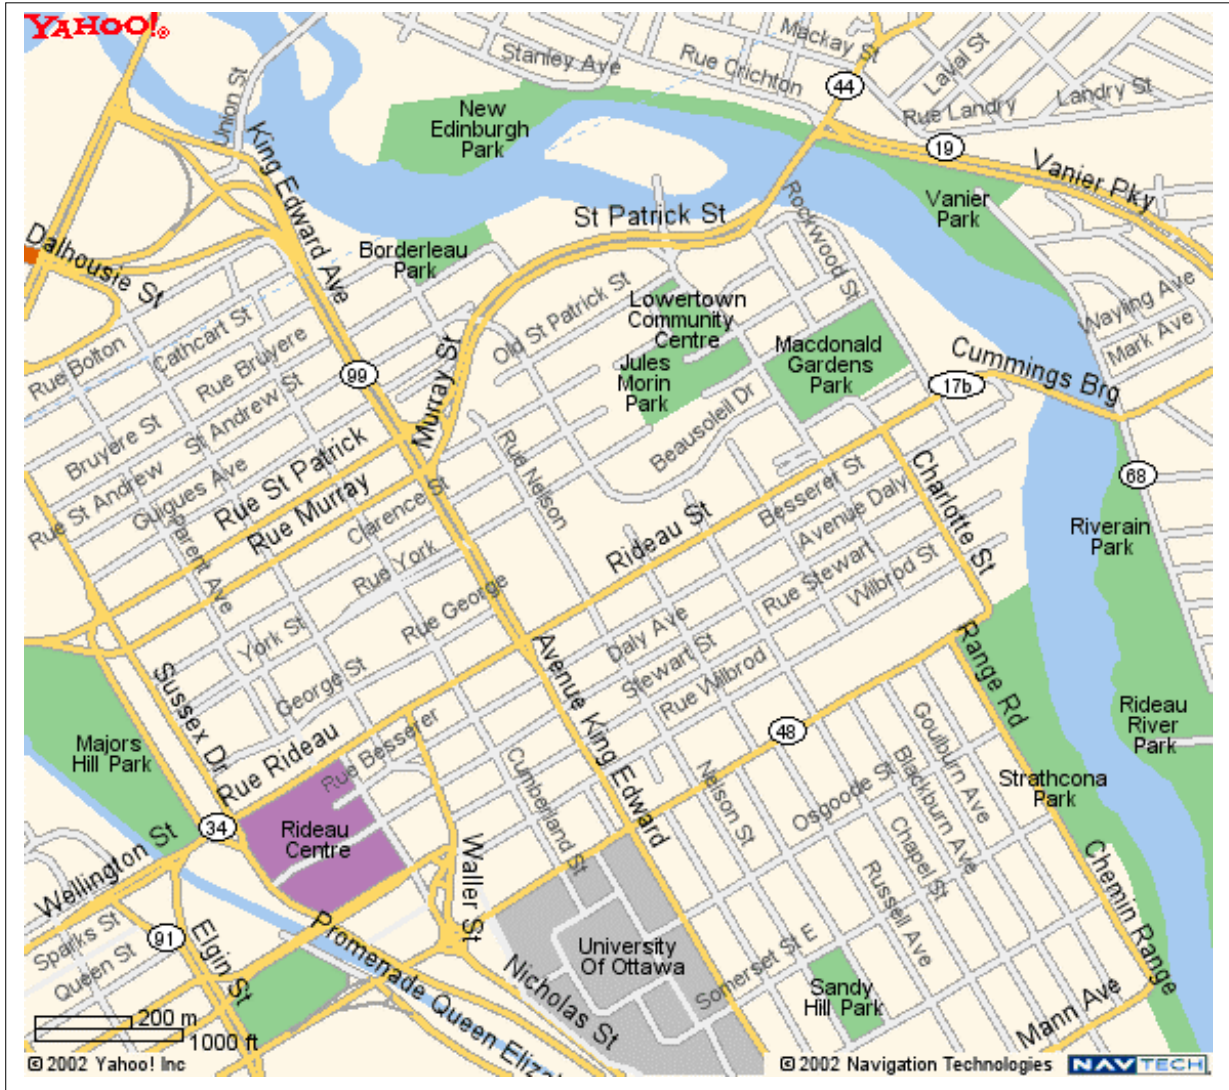 YAHOO!®
Mackay St
Stanley Ave
Rue Crichton
Laval St
Landry St
Rue Landry
44
19
Union St
King Edward Ave
New
Edinburgh
Park
Vanier Pky
Vanier
Park
Rockwood St
St Patrick St
Dalhousie St
Borderleau
Park
Old St Patrick St
Lowertown
Community
Centre
Wayling Ave
Mark Ave
Macdonald
Gardens
Park
Cathcart St
Rue Bolton
Rue Bruyere
Murray St
Jules
Morin
Park
Cummings Brg
99
17b
Beausoleil Dr
St Andrew St
Bruyere St
Rue St Patrick
Rue Nelson
Charlotte St
68
Rue St Andrew
Guigues Ave
Rue Murray
Clarence St
Besserer St
Avenue Daly
Riverain
Park
Parent Ave
Rideau St
Rue York
Rue Stewart
Wilbrod St
Rue George
York St
Daly Ave
Stewart St
Rue Wilbrod
Range Rd
Avenue King Edward
George St
Sussex Dr
Rue Rideau
Rue Besserer
48
Goulburn Ave
Rideau
River
Park
Majors
Hill Park
Cumberland St
Nelson St
Osgoode St
Blackburn Ave
Strathcona
Park
34
Rideau
Centre
Wellington St
Waller St
Chapel St
Russell Ave
Chemin Range
Sparks St
91
Elgin St
Queen St
Promenade Queen Elizab
Nicholas St
University
Of Ottawa
Somerset St E
Sandy
Hill Park
Mann Ave
200 m
1000 ft
© 2002 Yahoo! Inc
© 2002 Navigation Technologies
NAVTECH